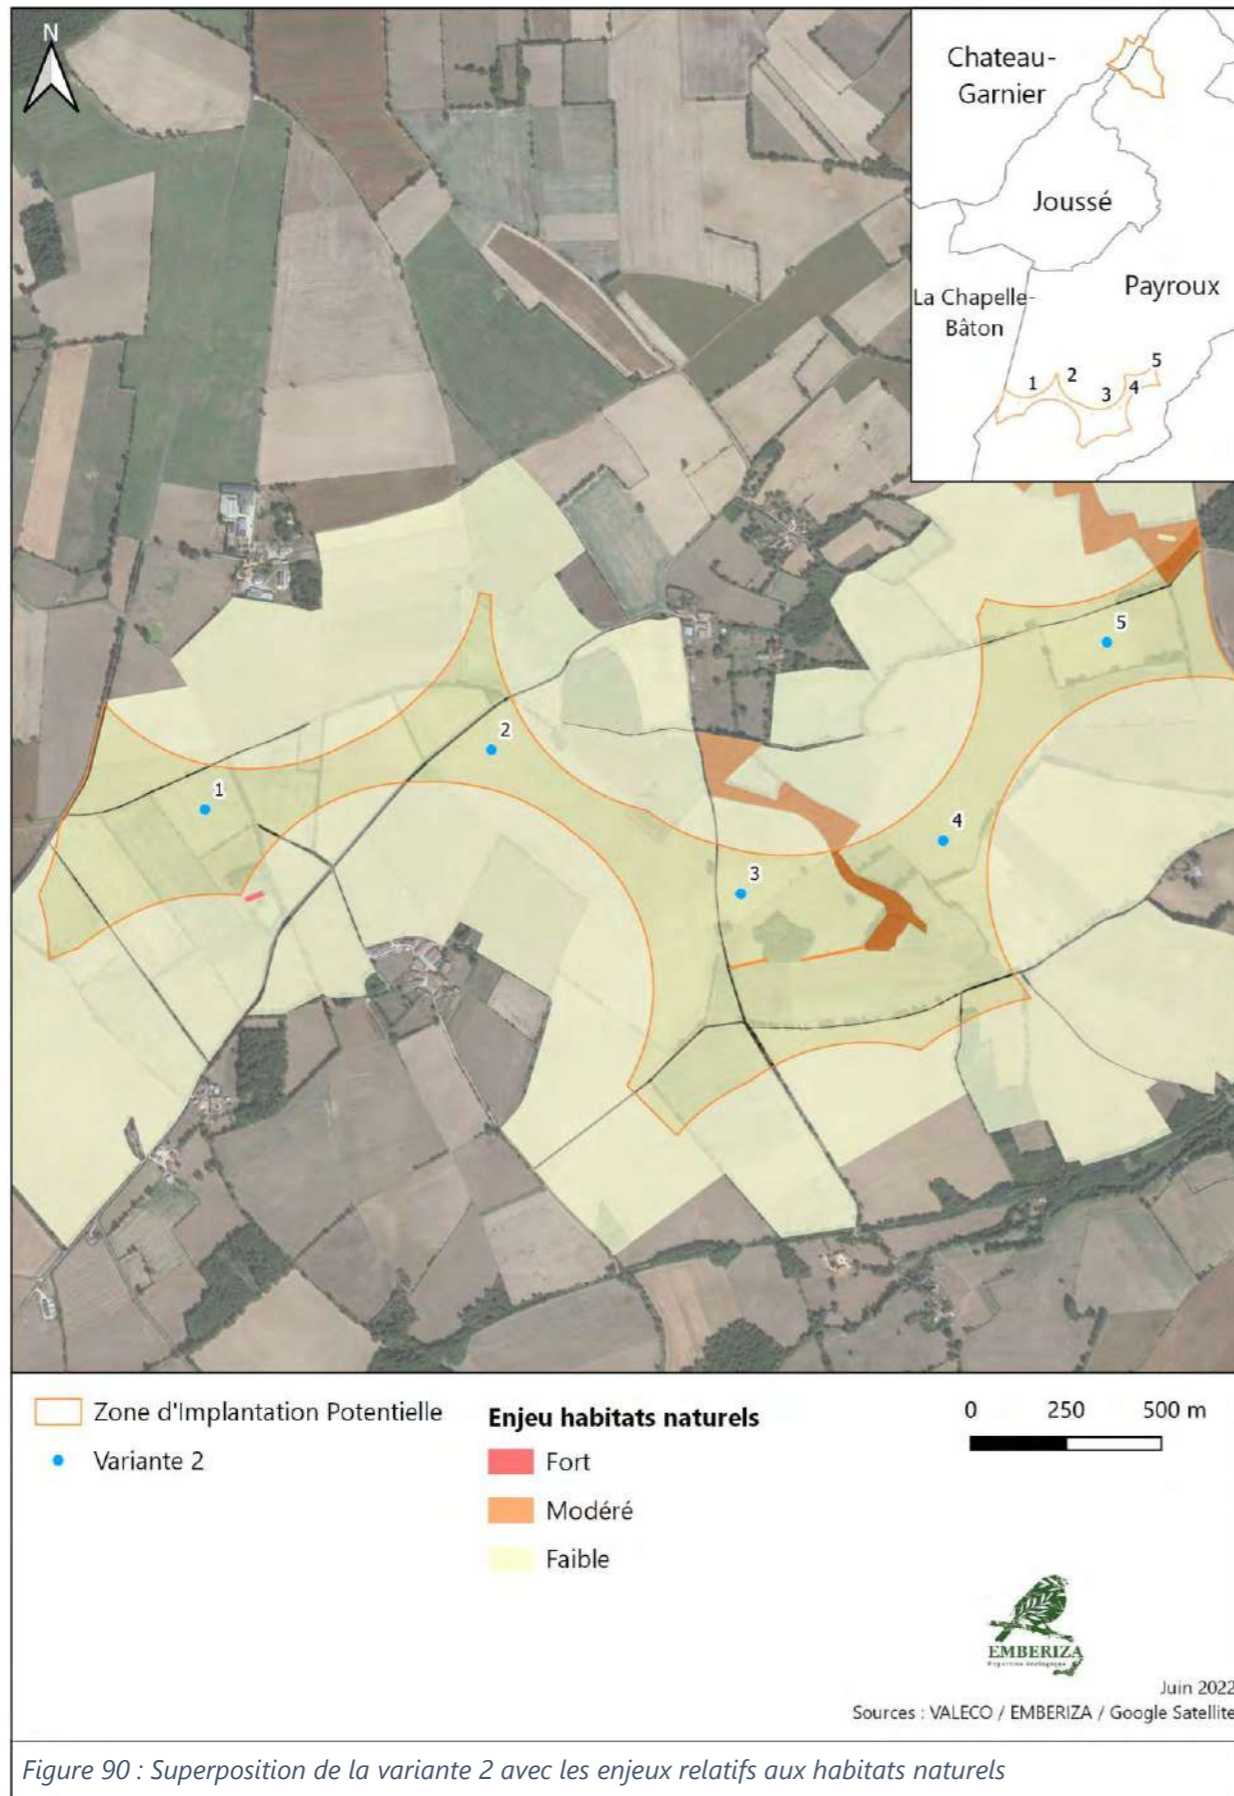 N
Chateau-
Garnier
Joussé
Payroux
La Chapelle-
Bâton
1
2
3
4
5
1
2
3
4
5
Zone d'Implantation Potentielle
Variante 2
Enjeu habitats naturels
Fort
Modéré
Faible
0 250 500 m
EMBERIZA
Juin 2022
Sources : VALECO / EMBERIZA / Google Satellite
Figure 90 : Superposition de la variante 2 avec les enjeux relatifs aux habitats naturels